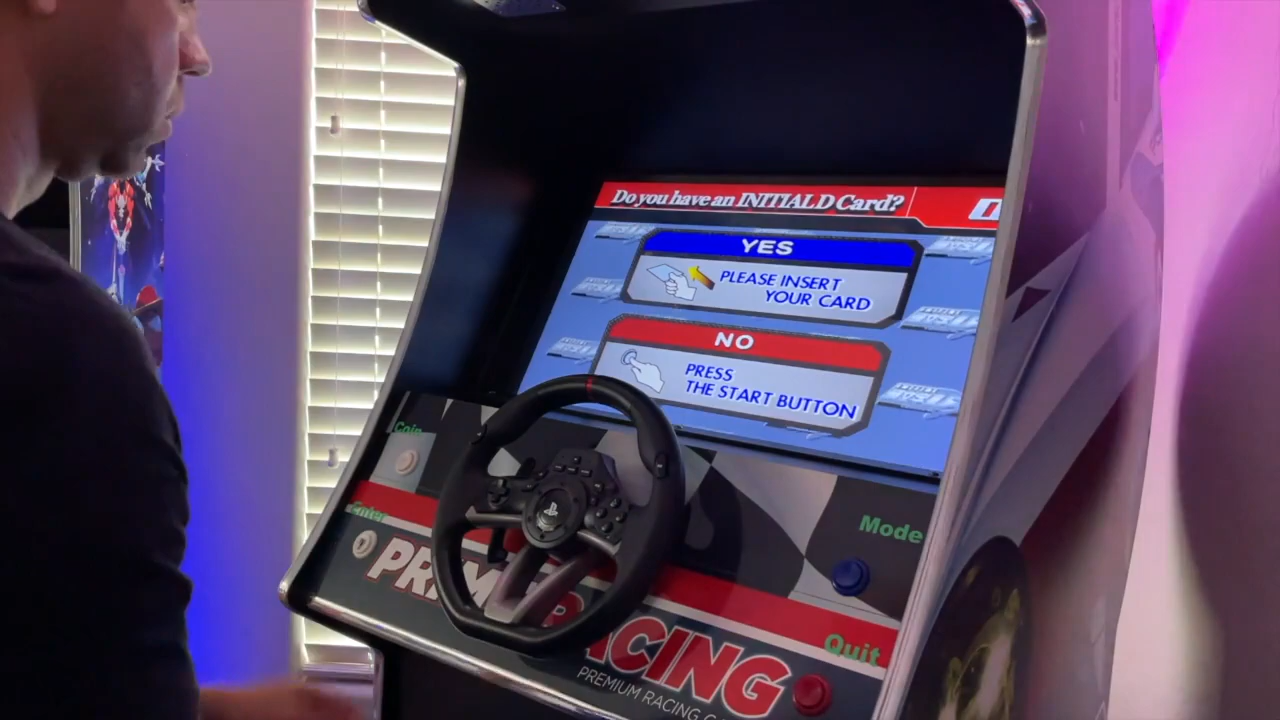 Do you have an INITIAL D Card?
YES
PLEASE INSERT
YOUR CARD
NO
PRESS
THE START BUTTON
Coin
Enter
Mode
Quit
RACING
PREMIUM RACING